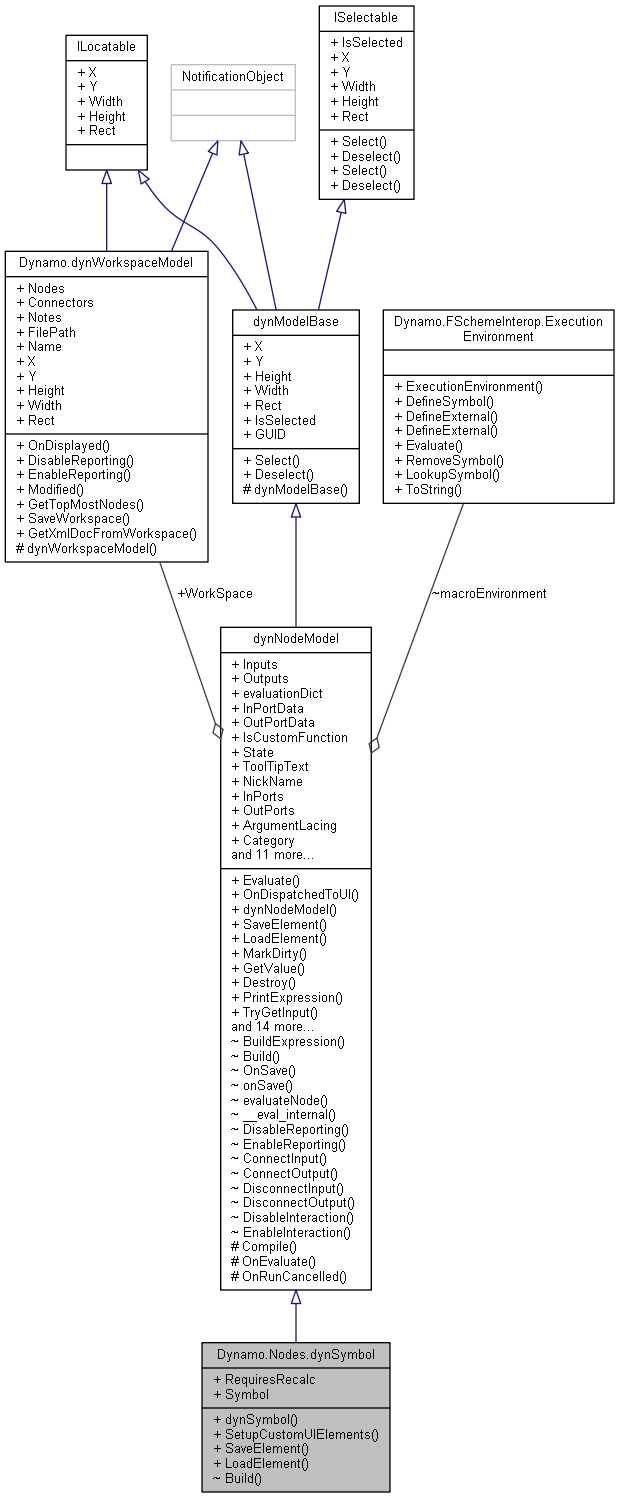 ISelectable
+ IsSelected
+ X
+ Y
+ Width
+ Height
+ Rect
+ Select()
+ Deselect()
+ Select()
+ Deselect()
ILocatable
+ X
+ Y
+ Width
+ Height
+ Rect
NotificationObject
Dynamo.dynWorkspaceModel
+ Nodes
+ Connectors
+ Notes
+ FilePath
+ Name
+ X
+ Y
+ Height
+ Width
+ Rect
+ OnDisplayed()
+ DisableReporting()
+ EnableReporting()
+ Modified()
+ GetTopMostNodes()
+ SaveWorkspace()
+ GetXmlDocFromWorkspace()
# dynWorkspaceModel()
dynModelBase
+ X
+ Y
+ Height
+ Width
+ Rect
+ IsSelected
+ GUID
+ Select()
+ Deselect()
# dynModelBase()
Dynamo.FSchemeInterop.Execution
Environment
+ ExecutionEnvironment()
+ DefineSymbol()
+ DefineExternal()
+ DefineExternal()
+ Evaluate()
+ RemoveSymbol()
+ LookupSymbol()
+ ToString()
+WorkSpace
~macroEnvironment
dynNodeModel
+ Inputs
+ Outputs
+ evaluationDict
+ InPortData
+ OutPortData
+ IsCustomFunction
+ State
+ ToolTipText
+ NickName
+ InPorts
+ OutPorts
+ ArgumentLacing
+ Category
and 11 more...
+ Evaluate()
+ OnDispatchedToUI()
+ dynNodeModel()
+ SaveElement()
+ LoadElement()
+ MarkDirty()
+ GetValue()
+ Destroy()
+ PrintExpression()
+ TryGetInput()
and 14 more...
~ BuildExpression()
~ Build()
~ OnSave()
~ onSave()
~ evaluateNode()
~ __eval_internal()
~ DisableReporting()
~ EnableReporting()
~ ConnectInput()
~ ConnectOutput()
~ DisconnectInput()
~ DisconnectOutput()
~ DisableInteraction()
~ EnableInteraction()
# Compile()
# OnEvaluate()
# OnRunCancelled()
Dynamo.Nodes.dynSymbol
+ RequiresRecalc
+ Symbol
+ dynSymbol()
+ SetupCustomUIElements()
+ SaveElement()
+ LoadElement()
~ Build()